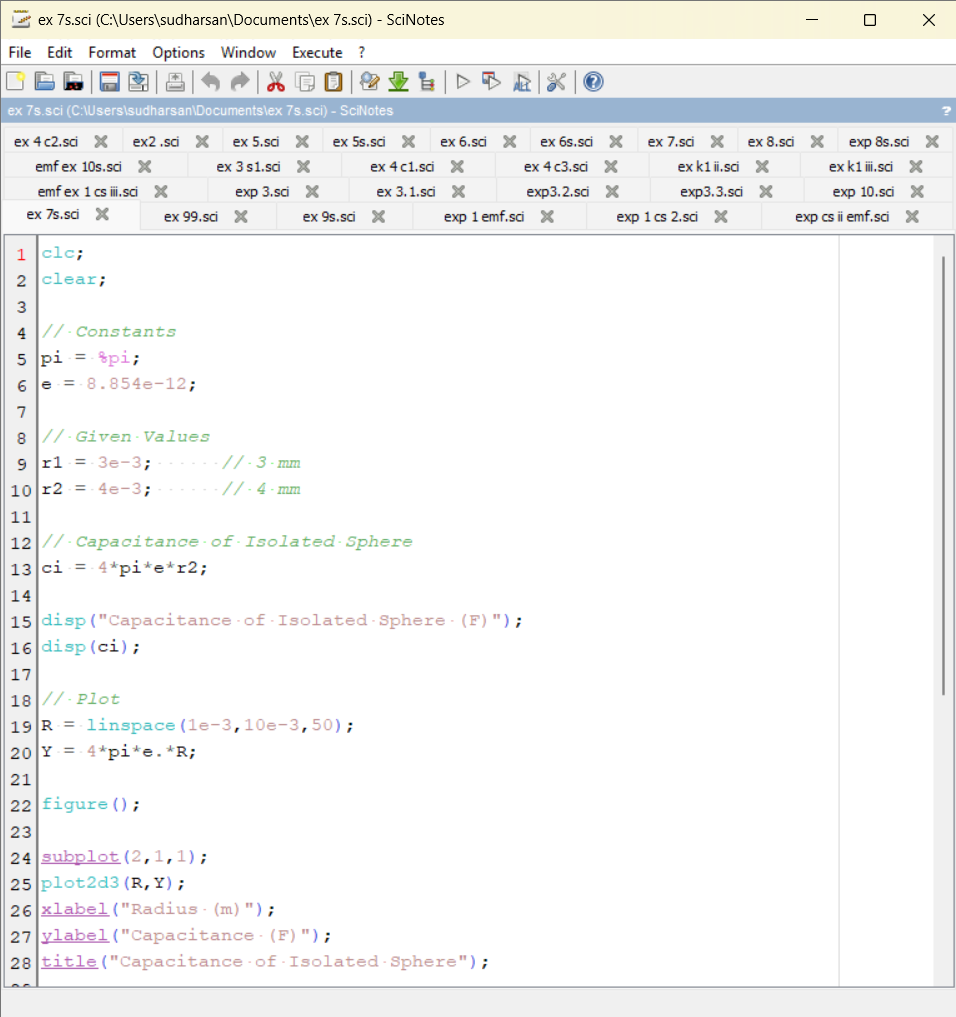 ex 7s.sci (C:\Users\sudharsan\Documents\ex 7s.sci) - SciNotes
File Edit Format Options Window Execute ?
ex 7s.sci (C:\Users\sudharsan\Documents\ex 7s.sci) - SciNotes ?
ex 4 c2.sci ex2 .sci ex 5.sci ex 5s.sci ex 6.sci ex 6s.sci ex 7.sci ex 8.sci exp 8s.sci
emf ex 10s.sci ex 3 s1.sci ex 4 c1.sci ex 4 c3.sci ex k1 ii.sci ex k1 iii.sci
emf ex 1 cs iii.sci exp 3.sci ex 3.1.sci exp3.2.sci exp3.3.sci exp 10.sci
ex 7s.sci ex 99.sci ex 9s.sci exp 1 emf.sci exp 1 cs 2.sci exp cs ii emf.sci
1 clc;
2 clear;
3
4 // Constants
5 pi = %pi;
6 e = 8.854e-12;
7
8 // Given Values
9 r1 = 3e-3;      // 3 mm
10 r2 = 4e-3;      // 4 mm
11
12 // Capacitance of Isolated Sphere
13 ci = 4*pi*e*r2;
14
15 disp("Capacitance of Isolated Sphere (F)");
16 disp(ci);
17
18 // Plot
19 R = linspace(1e-3,10e-3,50);
20 Y = 4*pi*e.*R;
21
22 figure();
23
24 subplot(2,1,1);
25 plot2d3(R,Y);
26 xlabel("Radius (m)");
27 ylabel("Capacitance (F)");
28 title("Capacitance of Isolated Sphere");